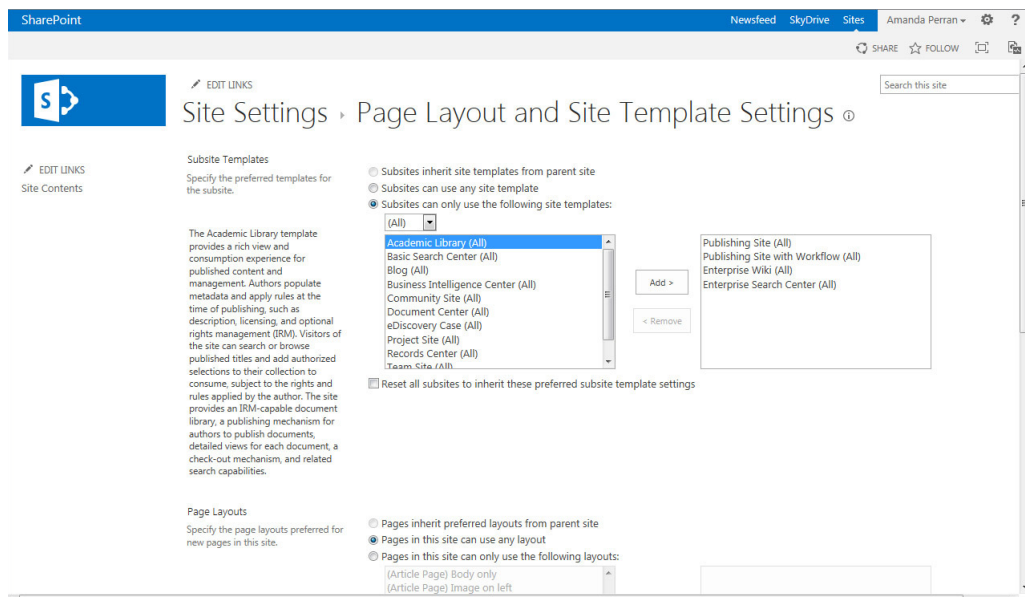 SharePoint
Newsfeed SkyDrive Sites Amanda Perran ?
SHARE FOLLOW
S
EDIT LINKS
Search this site
Site Settings Page Layout and Site Template Settings
EDIT LINKS
Site Contents
Subsite Templates
Specify the preferred templates for
the subsite.
The Academic Library template
provides a rich view and
consumption experience for
published content and
management. Authors populate
metadata and apply rules at the
time of publishing, such as
description, licensing, and optional
rights management (IRM). Visitors of
the site can search or browse
published titles and add authorized
selections to their collection to
consume, subject to the rights and
rules applied by the author. The site
provides an IRM-capable document
library, a publishing mechanism for
authors to publish documents,
detailed views for each document, a
check-out mechanism, and related
search capabilities.
Subsites inherit site templates from parent site
Subsites can use any site template
Subsites can only use the following site templates:
(All)
Academic Library (All)
Basic Search Center (All)
Blog (All)
Business Intelligence Center (All)
Community Site (All)
Document Center (All)
eDiscovery Case (All)
Project Site (All)
Records Center (All)
Team Site (All)
Add >
< Remove
Publishing Site (All)
Publishing Site with Workflow (All)
Enterprise Wiki (All)
Enterprise Search Center (All)
Reset all subsites to inherit these preferred subsite template settings
Page Layouts
Specify the page layouts preferred for
new pages in this site.
Pages inherit preferred layouts from parent site
Pages in this site can use any layout
Pages in this site can only use the following layouts:
(Article Page) Body only
(Article Page) Image on left